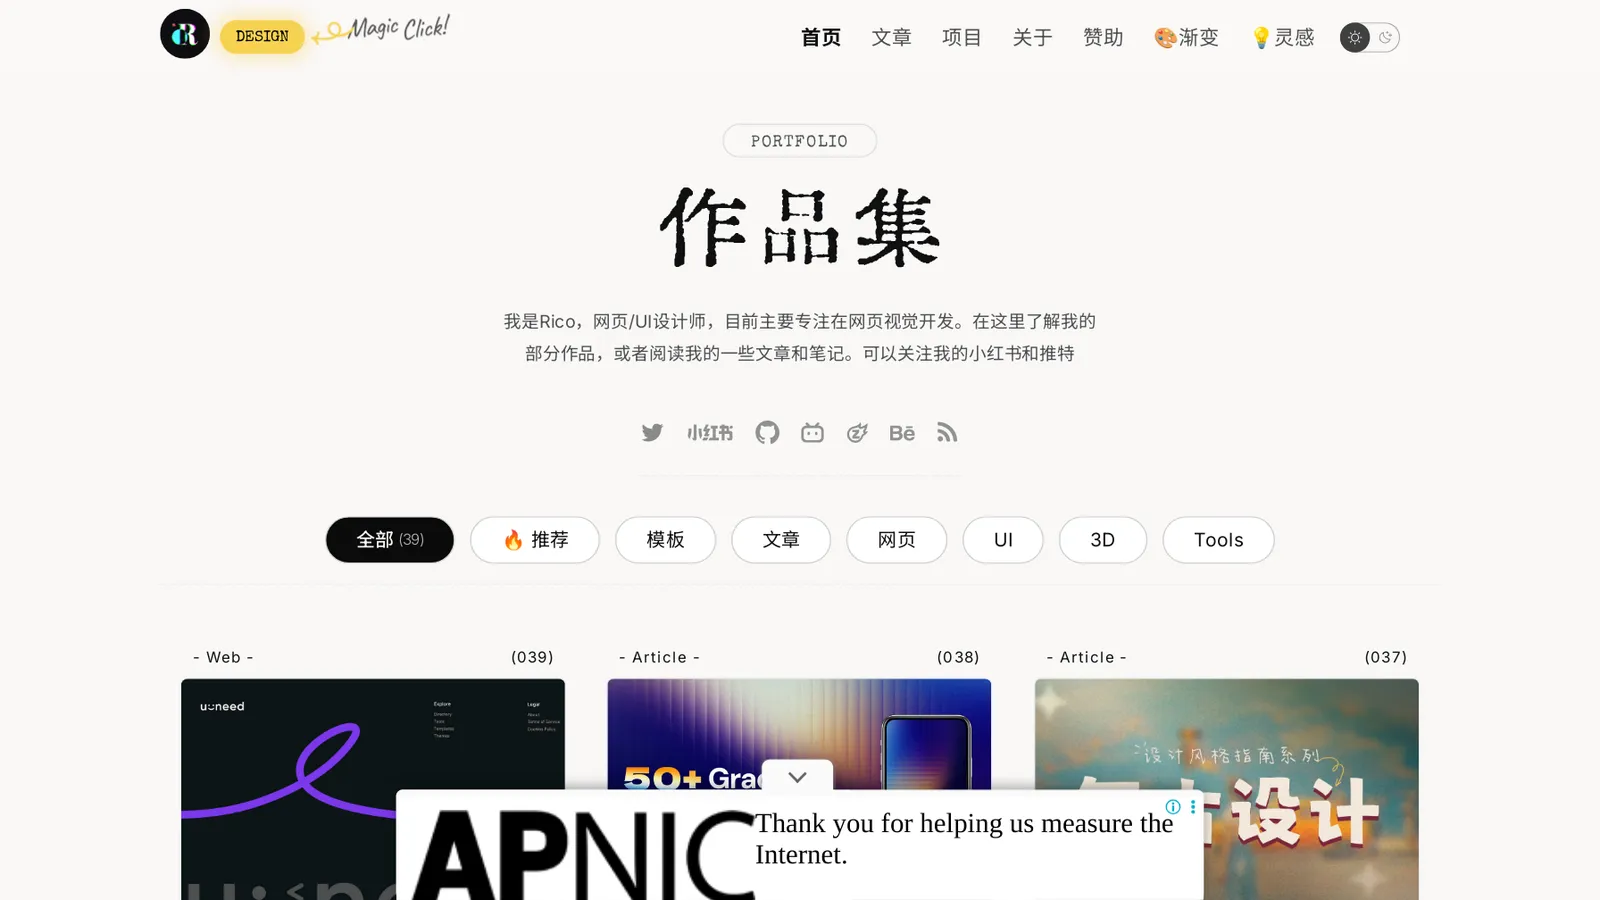 DESIGN
Magic Click!
首页
文章
项目
关于
赞助
🎨渐变
💡灵感
PORTFOLIO
作品集
我是Rico，网页/UI设计师，目前主要专注在网页视觉开发。在这里了解我的
部分作品，或者阅读我的一些文章和笔记。可以关注我的小红书和推特
小红书
Bē
全部 (39)
🔥 推荐
模板
文章
网页
UI
3D
Tools
- Web -
(039)
- Article -
(038)
- Article -
(037)
Explore
Legal
Directory
About
Templates
Themes
设计风格指南系列
50+
设计
APNIC
Thank you for helping us measure the
Internet.